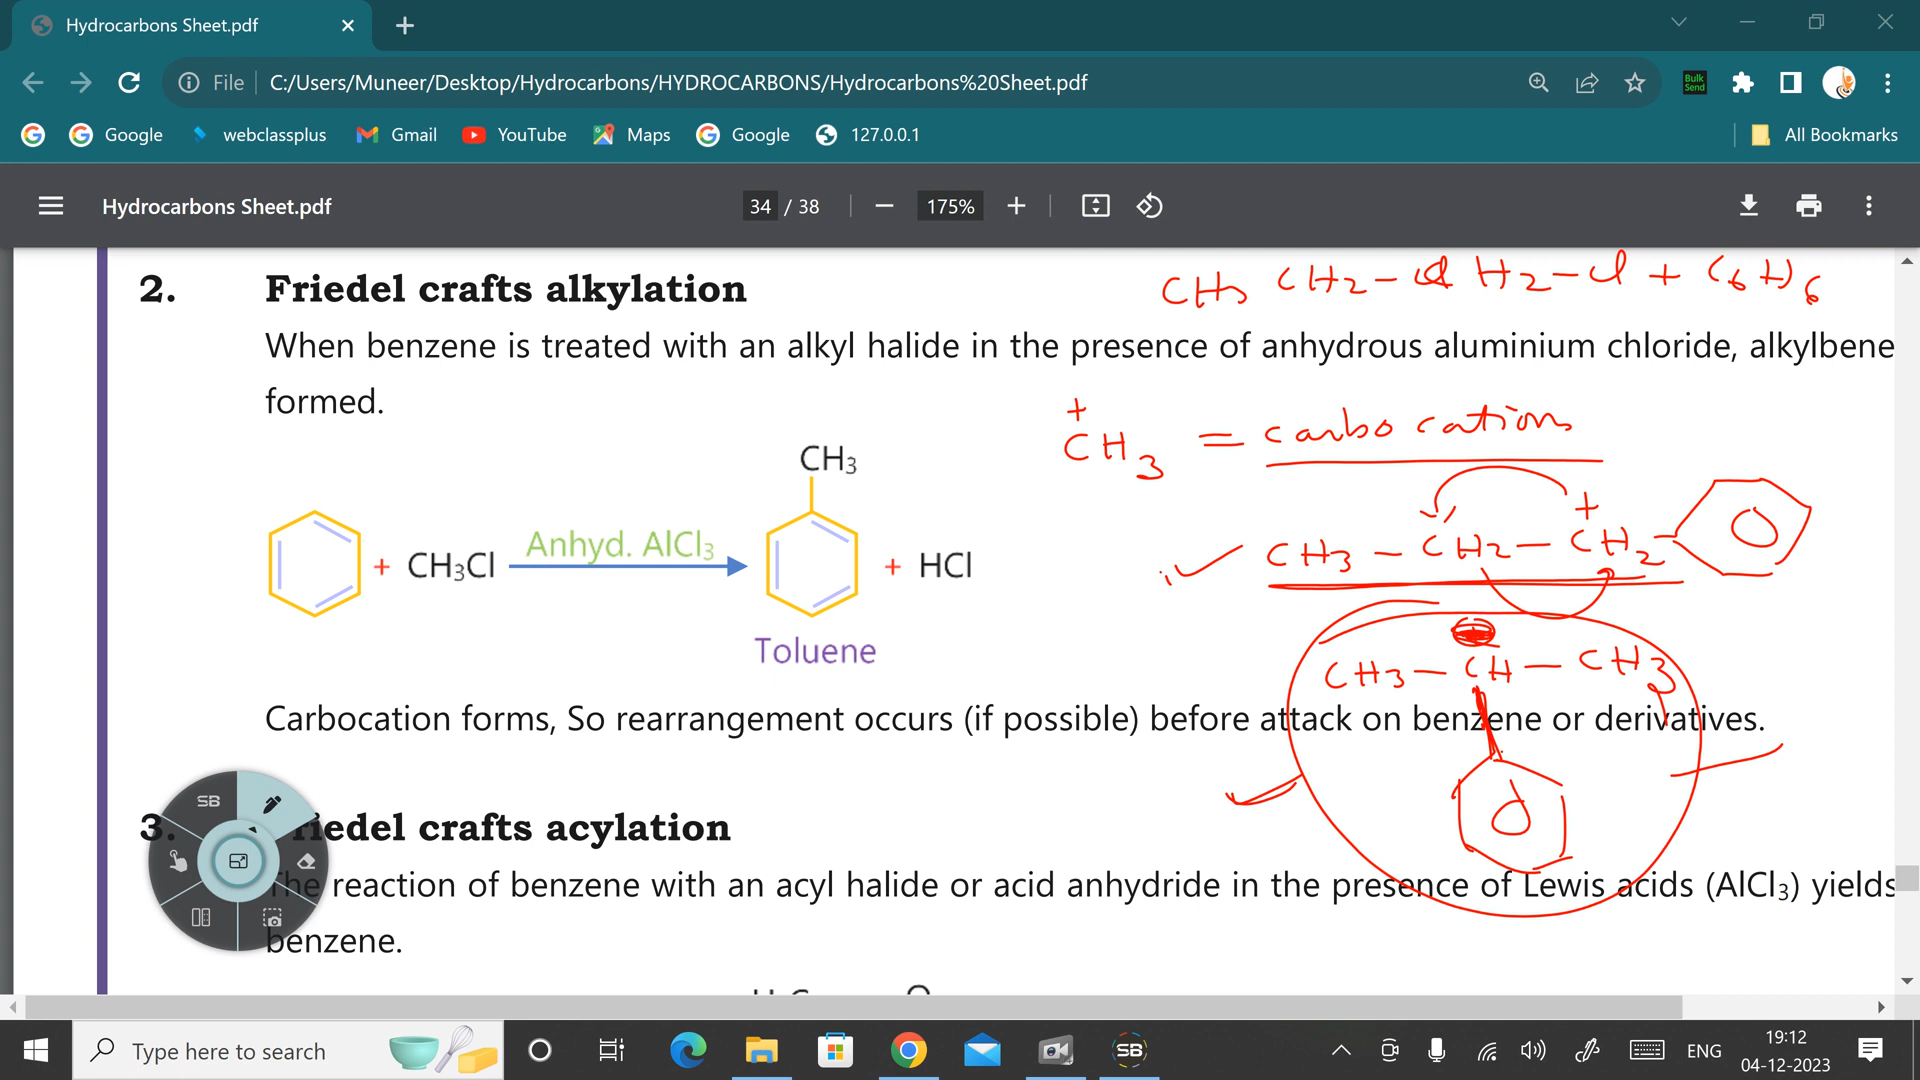 Hydrocarbons Sheet.pdf
File C:/Users/Muneer/Desktop/Hydrocarbons/HYDROCARBONS/Hydrocarbons%20Sheet.pdf
Bulk Send
Google webclassplus Gmail YouTube Maps Google 127.0.0.1 All Bookmarks
Hydrocarbons Sheet.pdf 34 / 38 175%
2. Friedel crafts alkylation
CH3 CH2 - CH2 - Cl + C6H6
When benzene is treated with an alkyl halide in the presence of anhydrous aluminium chloride, alkylbene
formed.
+
CH3 = carbo cations
CH3
+
CH3 - CH2 - CH2 -
+ CH3Cl Anhyd. AlCl3 + HCl
Toluene
CH3 - CH - CH3
Carbocation forms, So rearrangement occurs (if possible) before attack on benzene or derivatives.
SB
3. riedel crafts acylation
he reaction of benzene with an acyl halide or acid anhydride in the presence of Lewis acids (AlCl3) yields
benzene.
Type here to search
SB
ENG
19:12
04-12-2023